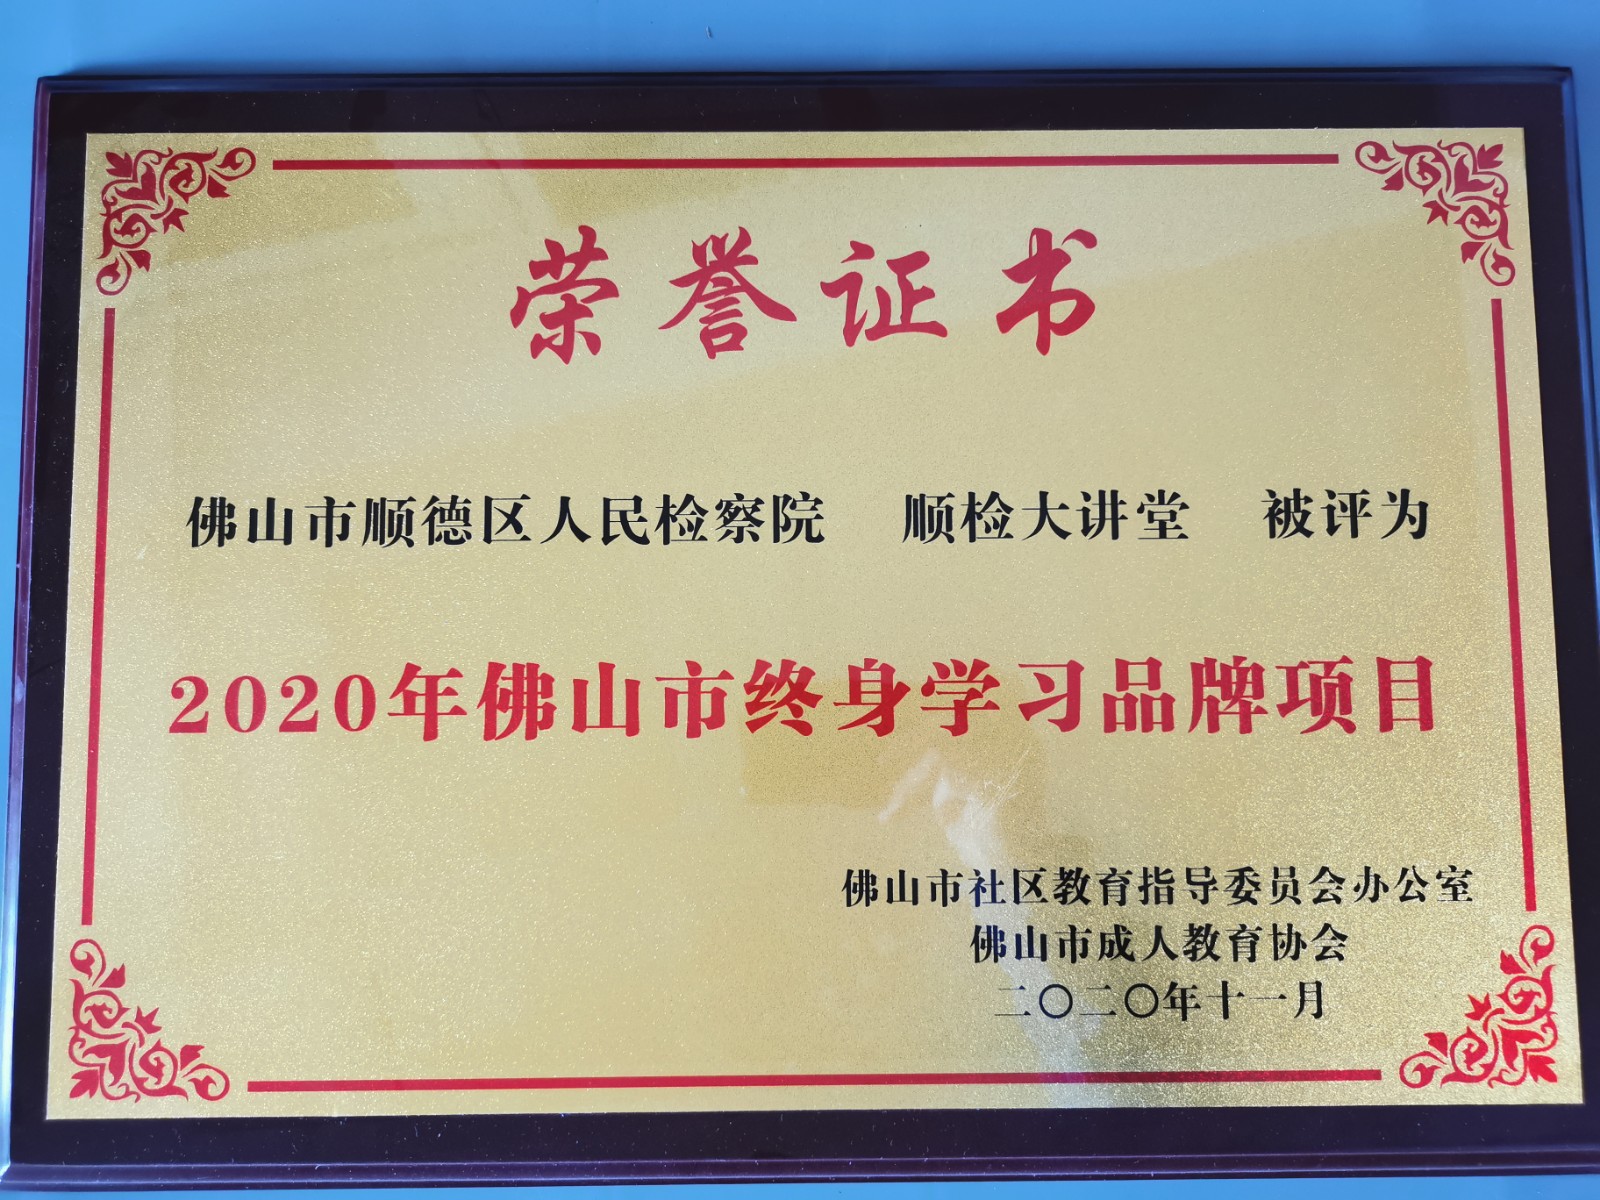 荣誉证书
佛山市顺德区人民检察院 顺检大讲堂 被评为
2020年佛山市终身学习品牌项目
佛山市社区教育指导委员会办公室
佛山市成人教育协会
二〇二〇年十一月